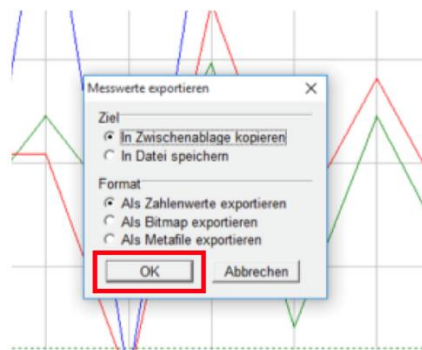 Messwerte exportieren
Ziel
In Zwischenablage kopieren
In Datei speichern
Format
Als Zahlenwerte exportieren
Als Bitmap exportieren
Als Metafile exportieren
OK Abbrechen